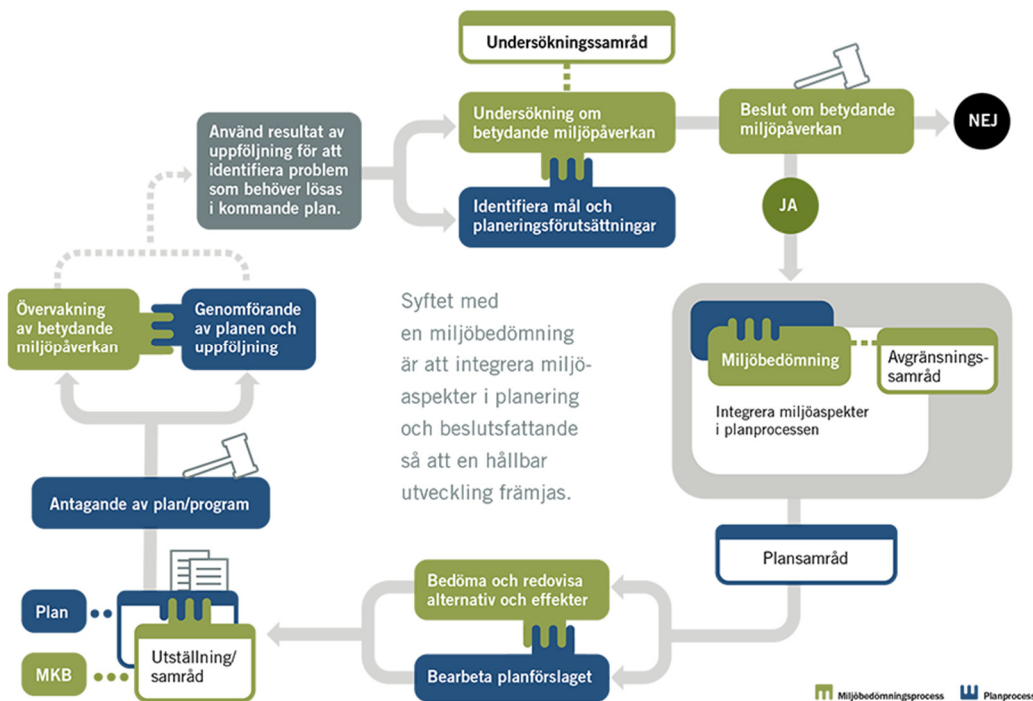 Undersökningssamråd
Undersökning om
betydande miljöpåverkan
Beslut om betydande
miljöpåverkan
NEJ
JA
Använd resultat av
uppföljning för att
identifiera problem
som behöver lösas
i kommande plan.
Identifiera mål och
planeringsförutsättningar
Övervakning
av betydande
miljöpåverkan
Genomförande
av planen och
uppföljning
Syftet med
en miljöbedömning
är att integrera miljö-
aspekter i planering
och beslutsfattande
så att en hållbar
utveckling främjas.
Miljöbedömning
Avgränsnings-
samråd
Integrera miljöaspekter
i planprocessen
Antagande av plan/program
Plansamråd
Bedöma och redovisa
alternativ och effekter
Bearbeta planförslaget
Plan
MKB
Utställning/
samråd
Miljöbedömningsprocess
Planprocess